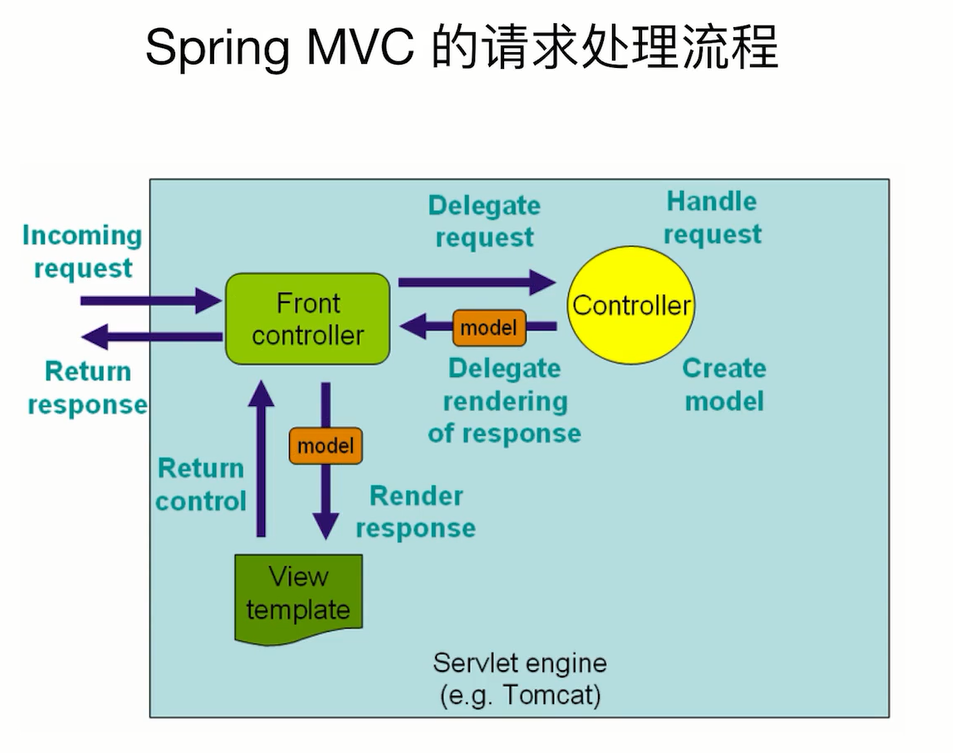 Spring MVC 的请求处理流程
Incoming
request
Return
response
Front
controller
Delegate
request
model
Delegate
rendering
of response
Handle
request
Controller
Create
model
Return
control
model
Render
response
View
template
Servlet engine
(e.g. Tomcat)